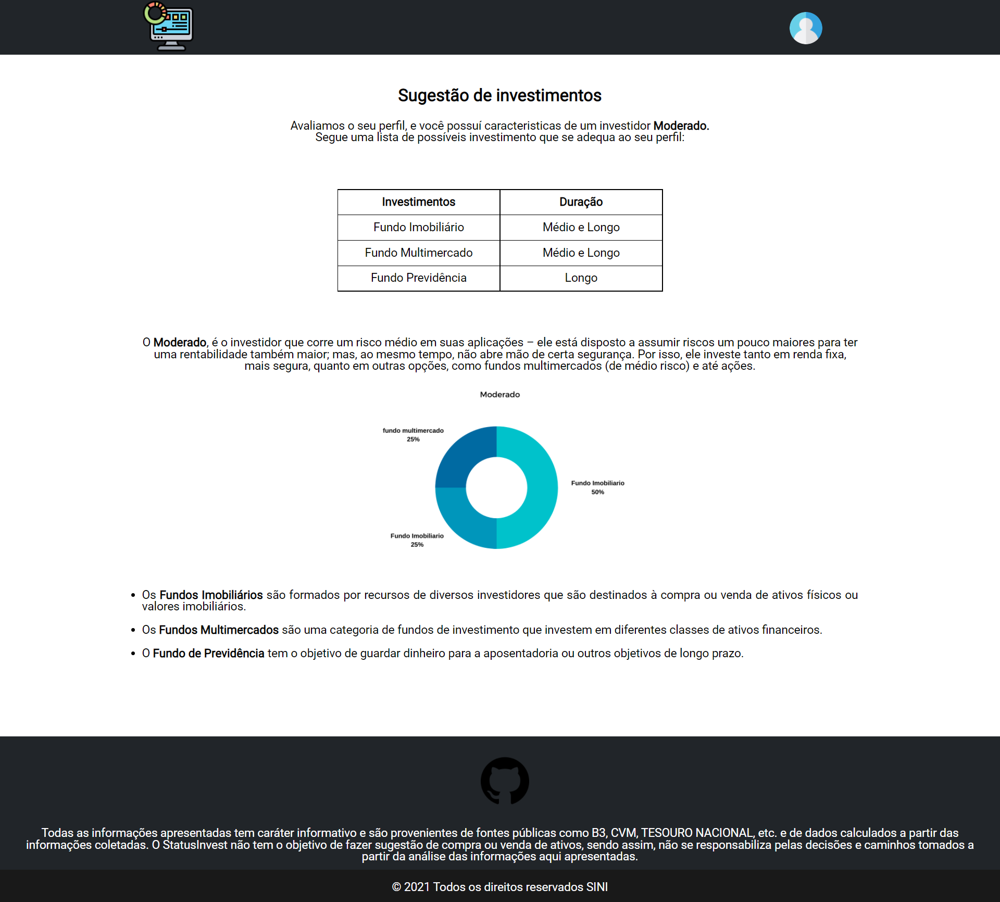 Sugestão de investimentos
Avaliamos o seu perfil, e você possuí caracteristicas de um investidor Moderado.
Segue uma lista de possíveis investimento que se adequa ao seu perfil:
Investimentos Duração
Fundo Imobiliário Médio e Longo
Fundo Multimercado Médio e Longo
Fundo Previdência Longo
O Moderado, é o investidor que corre um risco médio em suas aplicações – ele está disposto a assumir riscos um pouco maiores para ter
uma rentabilidade também maior; mas, ao mesmo tempo, não abre mão de certa segurança. Por isso, ele investe tanto em renda fixa,
mais segura, quanto em outras opções, como fundos multimercados (de médio risco) e até ações.
Moderado
fundo multimercado
25%
Fundo Imobiliario
50%
Fundo Imobiliario
25%
• Os Fundos Imobiliários são formados por recursos de diversos investidores que são destinados à compra ou venda de ativos físicos ou
valores imobiliários.
• Os Fundos Multimercados são uma categoria de fundos de investimento que investem em diferentes classes de ativos financeiros.
• O Fundo de Previdência tem o objetivo de guardar dinheiro para a aposentadoria ou outros objetivos de longo prazo.
Todas as informações apresentadas tem caráter informativo e são provenientes de fontes públicas como B3, CVM, TESOURO NACIONAL, etc. e de dados calculados a partir das
informações coletadas. O StatusInvest não tem o objetivo de fazer sugestão de compra ou venda de ativos, sendo assim, não se responsabiliza pelas decisões e caminhos tomados a
partir da análise das informações aqui apresentadas.
© 2021 Todos os direitos reservados SINI